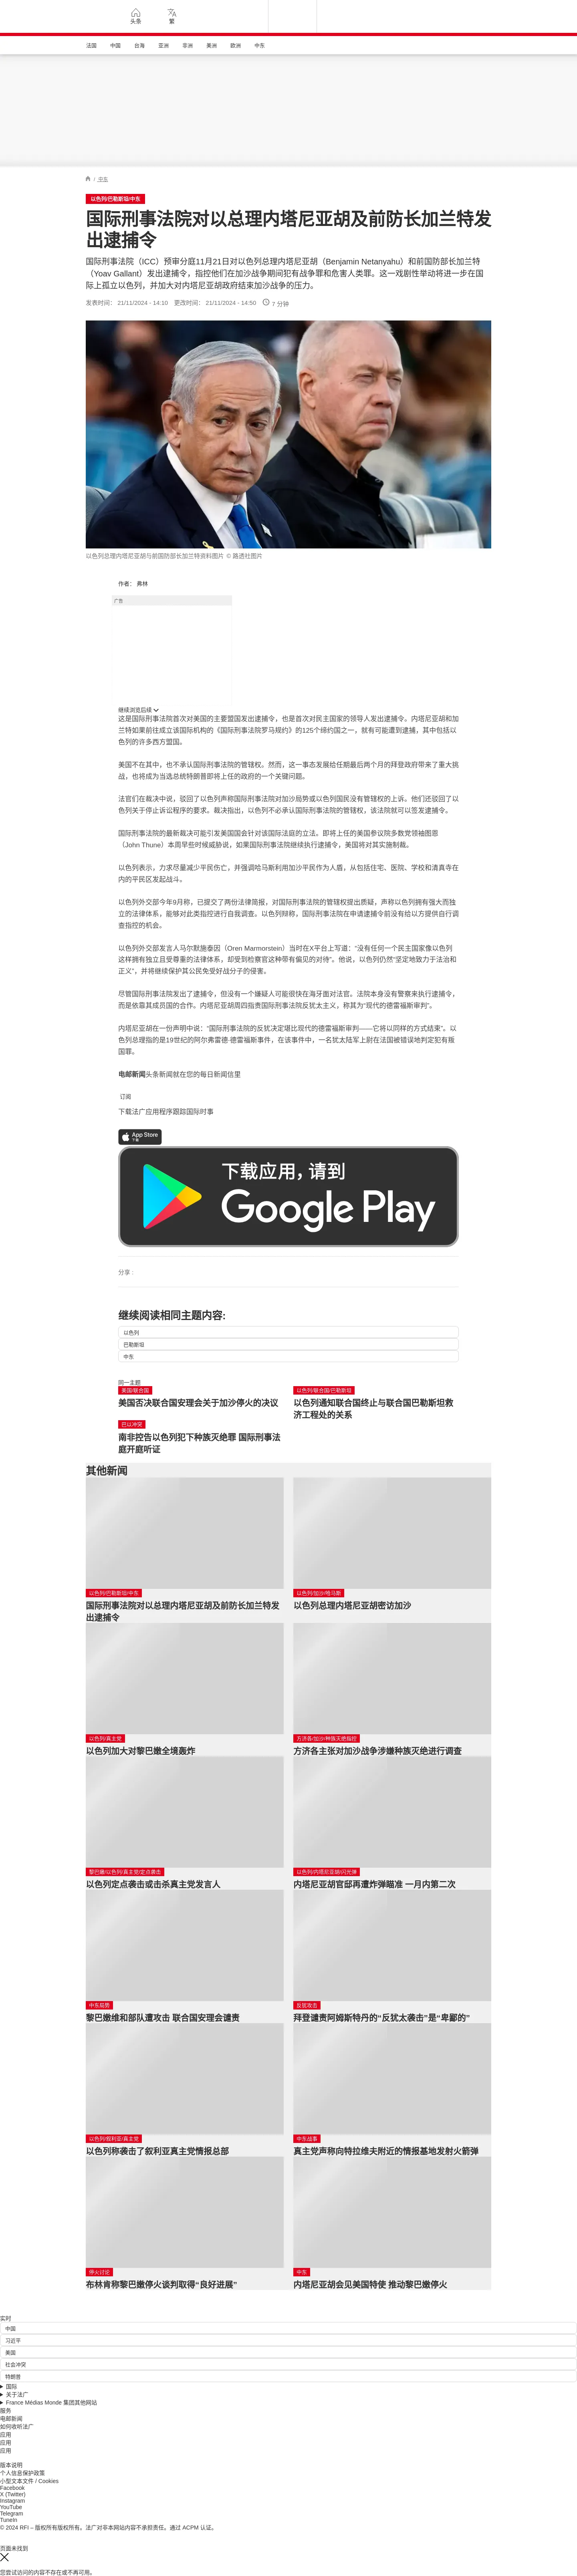 头条
繁
法国
中国
台海
亚洲
非洲
美洲
欧洲
中东
/ 中东
以色列/巴勒斯坦/中东
国际刑事法院对以总理内塔尼亚胡及前防长加兰特发
出逮捕令
国际刑事法院（ICC）预审分庭11月21日对以色列总理内塔尼亚胡（Benjamin Netanyahu）和前国防部长加兰特
（Yoav Gallant）发出逮捕令，指控他们在加沙战争期间犯有战争罪和危害人类罪。这一戏剧性举动将进一步在国
际上孤立以色列，并加大对内塔尼亚胡政府结束加沙战争的压力。
发表时间： 21/11/2024 - 14:10 更改时间： 21/11/2024 - 14:50 7 分钟
以色列总理内塔尼亚胡与前国防部长加兰特资料图片 © 路透社图片
作者： 弗林
广告
继续浏览后续
这是国际刑事法院首次对美国的主要盟国发出逮捕令，也是首次对民主国家的领导人发出逮捕令。内塔尼亚胡和加
兰特如果前往成立该国际机构的《国际刑事法院罗马规约》的125个缔约国之一，就有可能遭到逮捕，其中包括以
色列的许多西方盟国。
美国不在其中，也不承认国际刑事法院的管辖权。然而，这一事态发展给任期最后两个月的拜登政府带来了重大挑
战，也将成为当选总统特朗普即将上任的政府的一个关键问题。
法官们在裁决中说，驳回了以色列声称国际刑事法院对加沙局势或以色列国民没有管辖权的上诉。他们还驳回了以
色列关于停止诉讼程序的要求。裁决指出，以色列不必承认国际刑事法院的管辖权，该法院就可以签发逮捕令。
国际刑事法院的最新裁决可能引发美国国会针对该国际法庭的立法。即将上任的美国参议院多数党领袖图恩
（John Thune）本周早些时候威胁说，如果国际刑事法院继续执行逮捕令，美国将对其实施制裁。
以色列表示，力求尽量减少平民伤亡，并强调哈马斯利用加沙平民作为人盾，从包括住宅、医院、学校和清真寺在
内的平民区发起战斗。
以色列外交部今年9月称，已提交了两份法律简报，对国际刑事法院的管辖权提出质疑，声称以色列拥有强大而独
立的法律体系，能够对此类指控进行自我调查。以色列辩称，国际刑事法院在申请逮捕令前没有给以方提供自行调
查指控的机会。
以色列外交部发言人马尔默施泰因（Oren Marmorstein）当时在X平台上写道：“没有任何一个民主国家像以色列
这样拥有独立且受尊重的法律体系，却受到检察官这种带有偏见的对待”。他说，以色列仍然“坚定地致力于法治和
正义”，并将继续保护其公民免受好战分子的侵害。
尽管国际刑事法院发出了逮捕令，但没有一个嫌疑人可能很快在海牙面对法官。法院本身没有警察来执行逮捕令，
而是依靠其成员国的合作。内塔尼亚胡周四指责国际刑事法院反犹太主义，称其为“现代的德雷福斯审判”。
内塔尼亚胡在一份声明中说：“国际刑事法院的反犹决定堪比现代的德雷福斯审判——它将以同样的方式结束”。以
色列总理指的是19世纪的阿尔弗雷德·德雷福斯事件，在该事件中，一名犹太陆军上尉在法国被错误地判定犯有叛
国罪。
电邮新闻头条新闻就在您的每日新闻信里
订阅
下载法广应用程序跟踪国际时事
App Store
下载
下载应用，请到
Google Play
分享 :
继续阅读相同主题内容:
以色列
巴勒斯坦
中东
同一主题
美国/联合国
美国否决联合国安理会关于加沙停火的决议
以色列/联合国/巴勒斯坦
以色列通知联合国终止与联合国巴勒斯坦救
济工程处的关系
巴以冲突
南非控告以色列犯下种族灭绝罪 国际刑事法
庭开庭听证
其他新闻
以色列/巴勒斯坦/中东
国际刑事法院对以总理内塔尼亚胡及前防长加兰特发
出逮捕令
以色列/加沙/哈马斯
以色列总理内塔尼亚胡密访加沙
以色列/真主党
以色列加大对黎巴嫩全境轰炸
方济各/加沙/种族灭绝指控
方济各主张对加沙战争涉嫌种族灭绝进行调查
黎巴嫩/以色列/真主党/定点袭击
以色列定点袭击或击杀真主党发言人
以色列/内塔尼亚胡/闪光弹
内塔尼亚胡官邸再遭炸弹瞄准 一月内第二次
中东局势
黎巴嫩维和部队遭攻击 联合国安理会谴责
反犹攻击
拜登谴责阿姆斯特丹的“反犹太袭击”是“卑鄙的”
以色列/叙利亚/真主党
以色列称袭击了叙利亚真主党情报总部
中东战事
真主党声称向特拉维夫附近的情报基地发射火箭弹
停火讨论
布林肯称黎巴嫩停火谈判取得“良好进展”
中东
内塔尼亚胡会见美国特使 推动黎巴嫩停火
实时
中国
习近平
美国
社会冲突
特朗普
国际
关于法广
France Médias Monde 集团其他网站
服务
电邮新闻
如何收听法广
应用
应用
应用
版本说明
个人信息保护政策
小型文本文件 / Cookies
Facebook
X (Twitter)
Instagram
YouTube
Telegram
TuneIn
© 2024 RFI – 版权所有版权所有。法广对非本网站内容不承担责任。通过 ACPM 认证。
页面未找到
您尝试访问的内容不存在或不再可用。